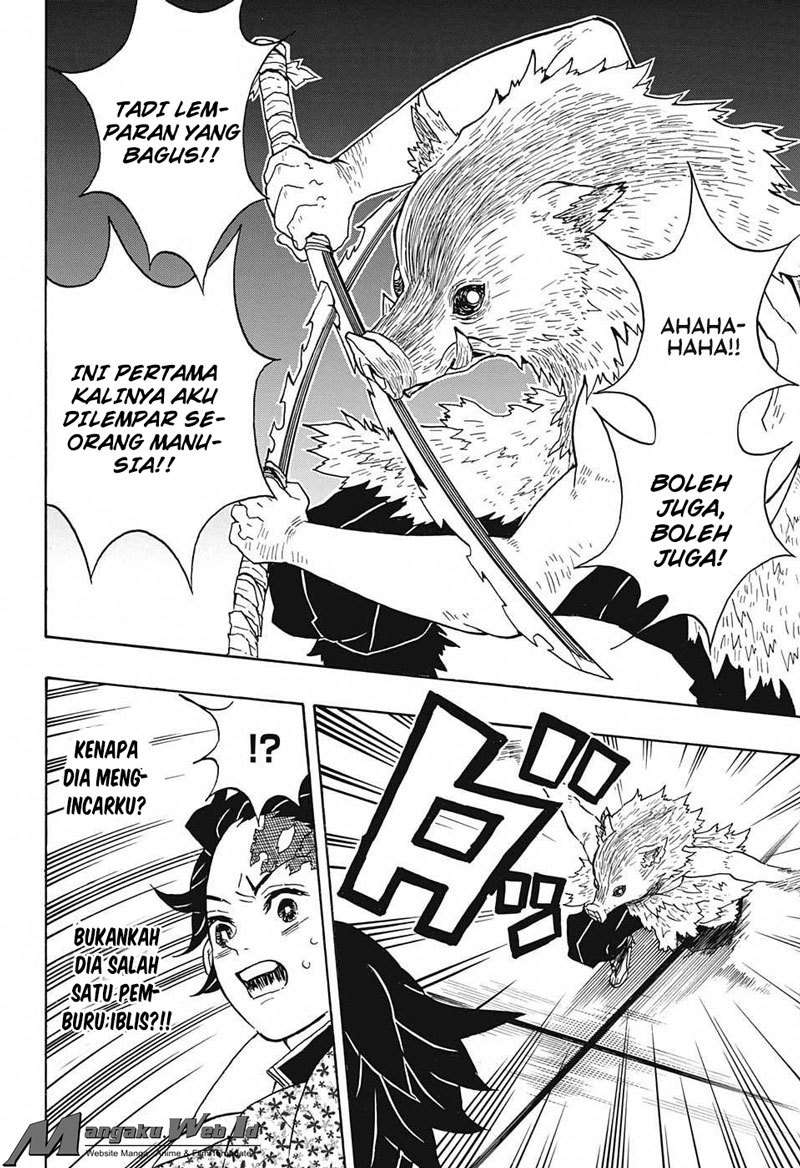 AHAHA-
HAHA!!
BOLEH
JUGA,
BOLEH
JUGA!
TADI LEM-
PARAN YANG
BAGUS!!
INI PERTAMA
KALINYA AKU
DILEMPAR SE-
ORANG MANU-
SIA!!
!?
KENAPA
DIA MENG-
INCARKU?
BUKANKAH
DIA SALAH
SATU PEM-
BURU IBLIS?!!
Mangaku.Web.Id